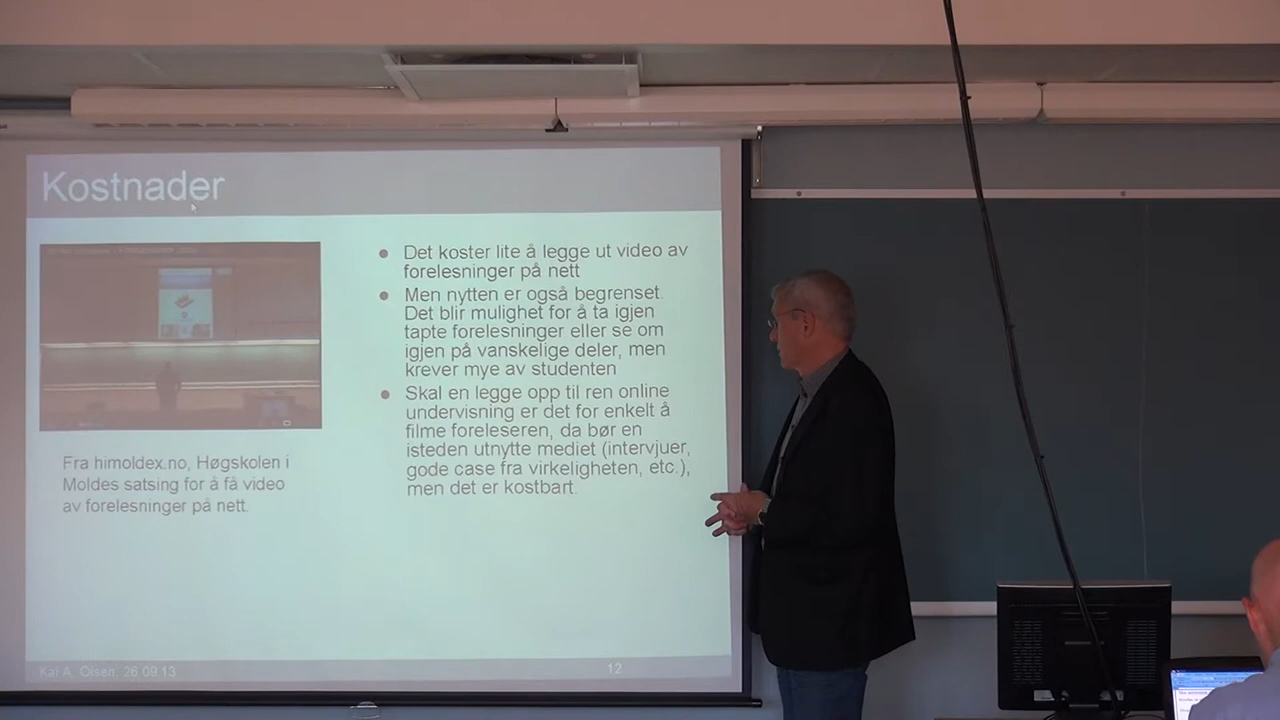 Kostnader
Det koster lite å legge ut video av
forelesninger på nett
Men nytten er også begrenset.
Det blir mulighet for å ta igjen
tapte forelesninger eller se om
igjen på vanskelige deler, men
krever mye av studenten
Skal en legge opp til ren online
undervisning er det for enkelt å
filme foreleseren, da bør en
isteden utnytte mediet (intervjuer,
gode case fra virkeligheten, etc.),
men det er kostbart.
Fra himoldex.no, Høgskolen i
Moldes satsing for å få video
av forelesninger på nett.
Kai A. Olsen, 26.09.13
12